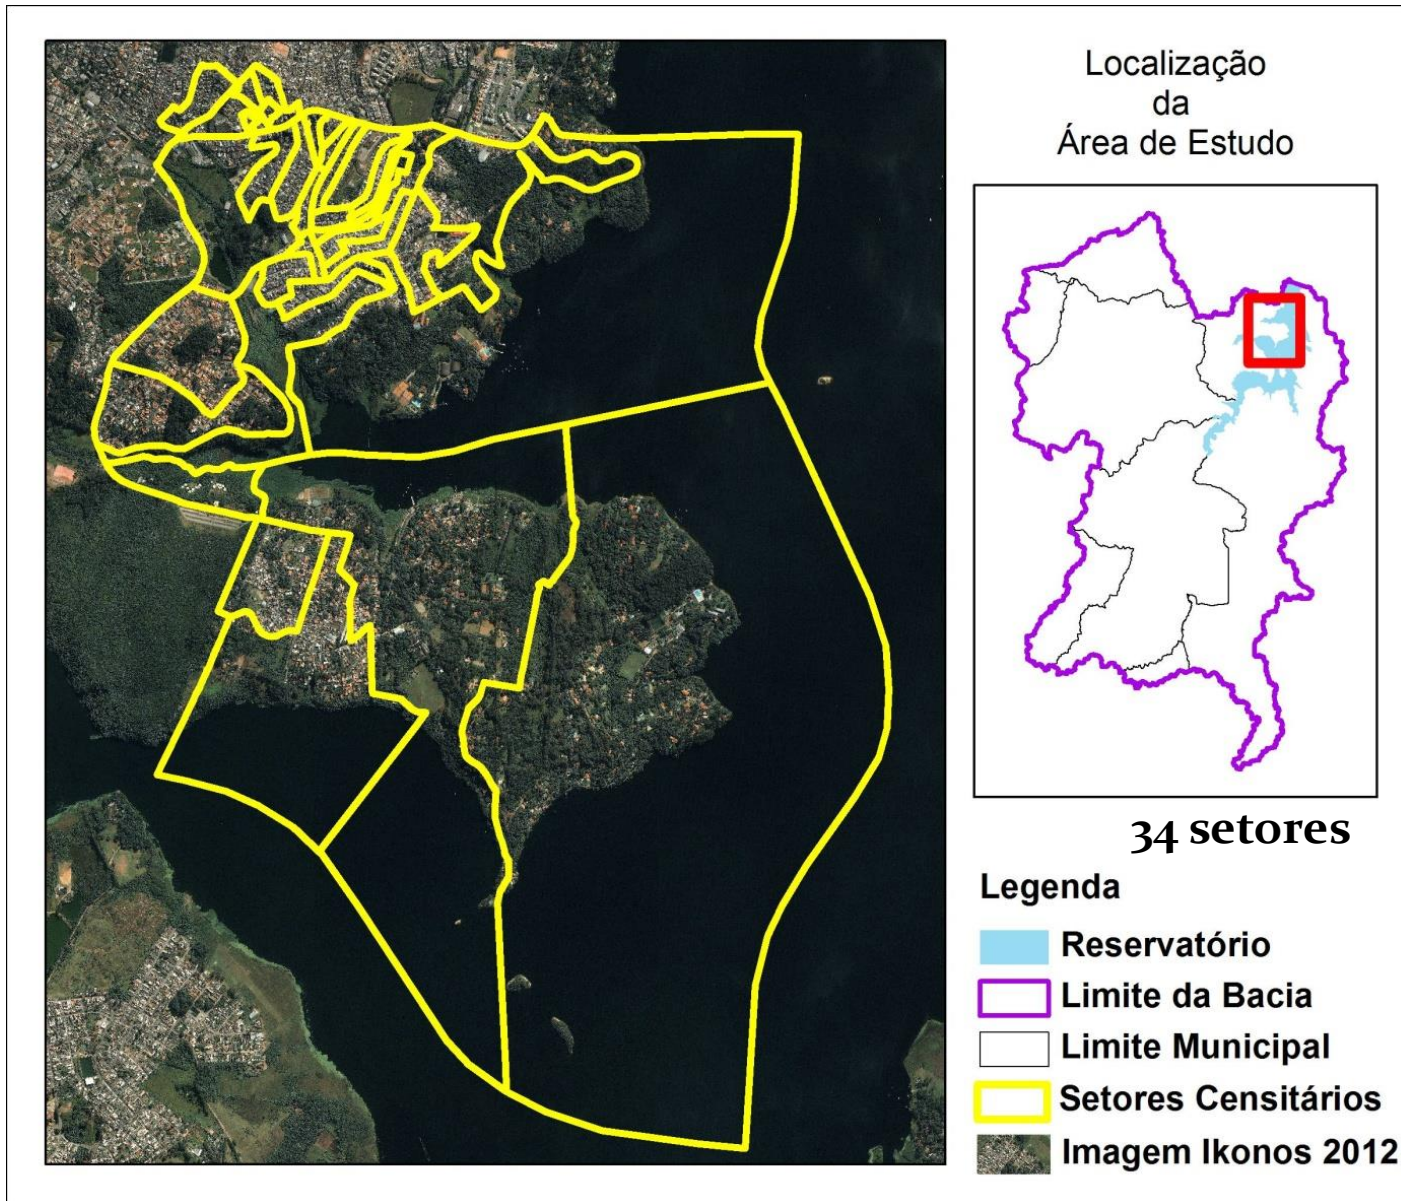 Localização
da
Área de Estudo
34 setores
Legenda
Reservatório
Limite da Bacia
Limite Municipal
Setores Censitários
Imagem Ikonos 2012